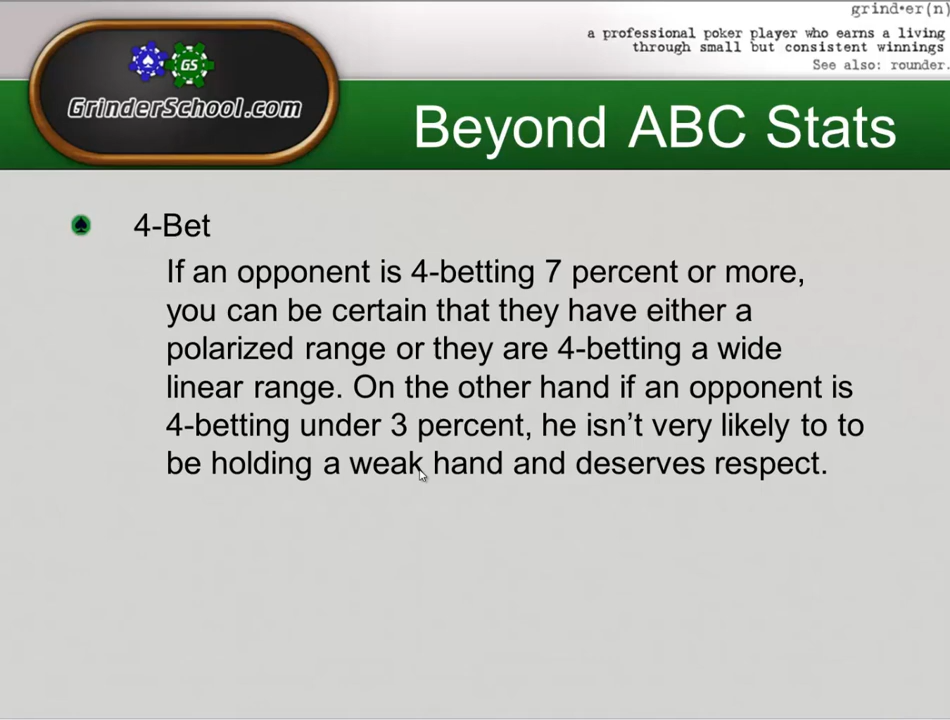 grind•er(n)
a professional poker player who earns a living
through small but consistent winnings
See also: rounder.
GS
GrinderSchool.com
Beyond ABC Stats
4-Bet
If an opponent is 4-betting 7 percent or more,
you can be certain that they have either a
polarized range or they are 4-betting a wide
linear range. On the other hand if an opponent is
4-betting under 3 percent, he isn’t very likely to to
be holding a weak hand and deserves respect.